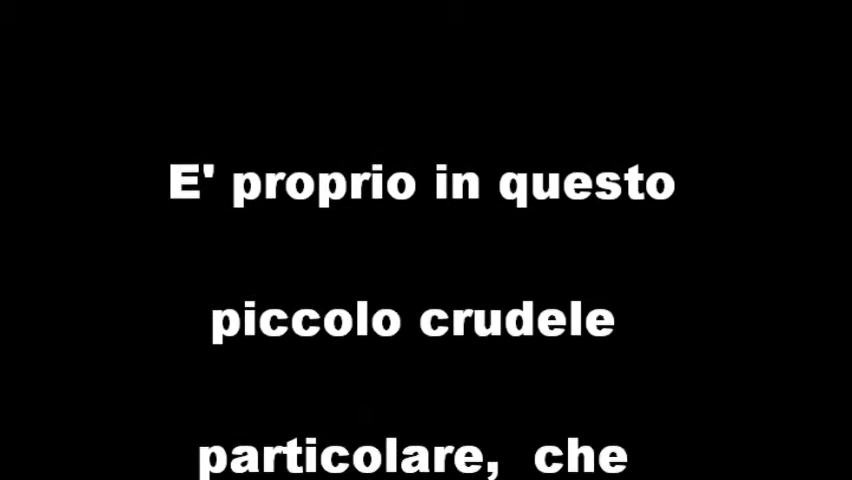 E' proprio in questo
piccolo crudele
particolare, che